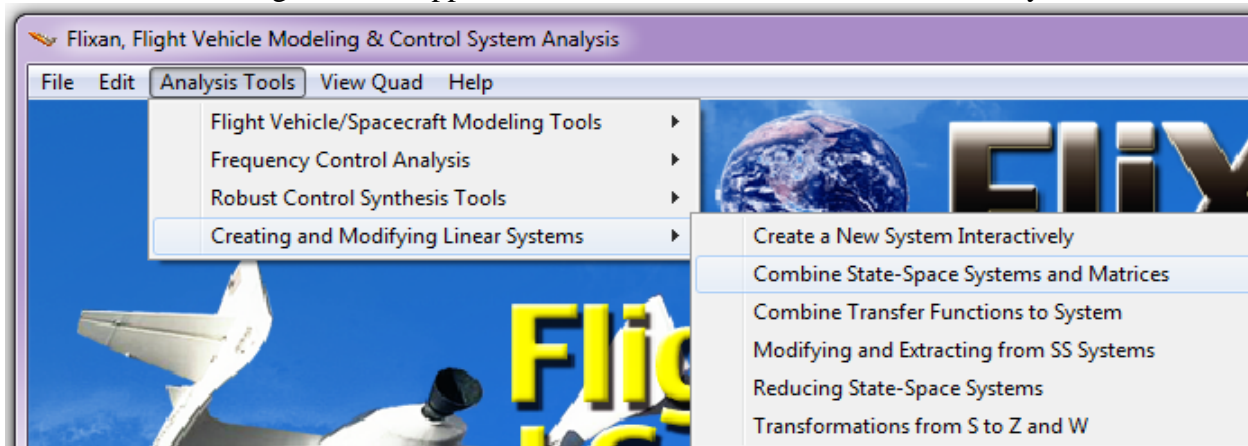 Flixan, Flight Vehicle Modeling & Control System Analysis
File Edit Analysis Tools View Quad Help
Flight Vehicle/Spacecraft Modeling Tools
Frequency Control Analysis
Robust Control Synthesis Tools
Creating and Modifying Linear Systems
Create a New System Interactively
Combine State-Space Systems and Matrices
Combine Transfer Functions to System
Modifying and Extracting from SS Systems
Reducing State-Space Systems
Transformations from S to Z and W